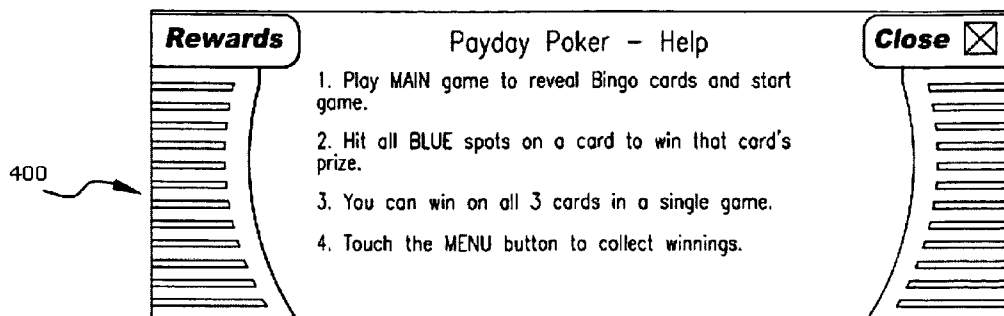 Rewards
Payday Poker – Help
Close
1. Play MAIN game to reveal Bingo cards and start
game.
2. Hit all BLUE spots on a card to win that card's
prize.
400
3. You can win on all 3 cards in a single game.
4. Touch the MENU button to collect winnings.